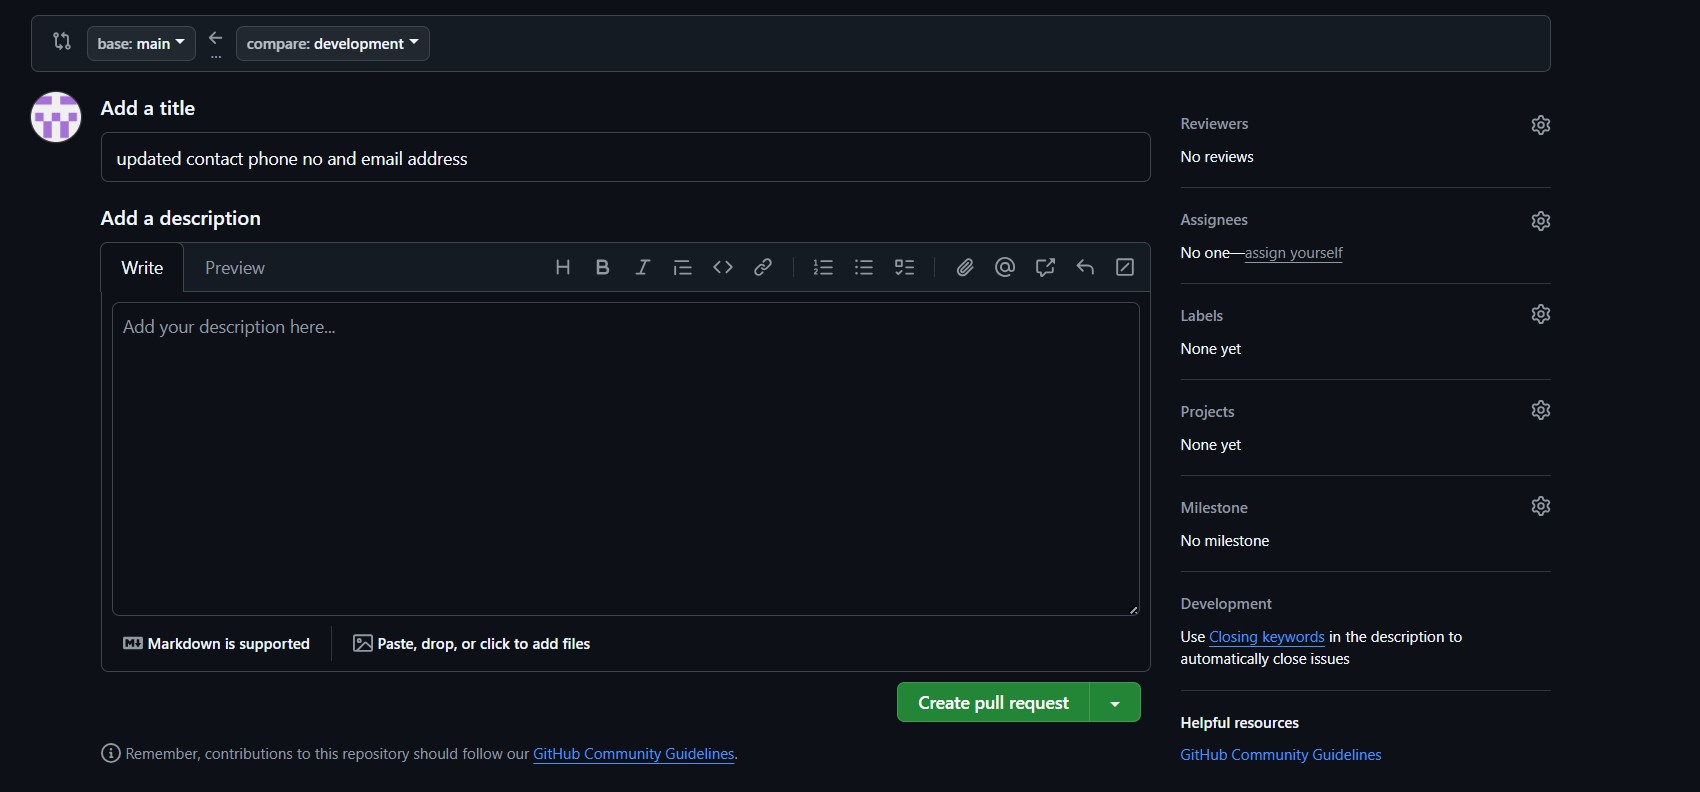 base: main
compare: development
...
Add a title
updated contact phone no and email address
Add a description
Write Preview
Add your description here...
Markdown is supported
Paste, drop, or click to add files
Create pull request
Remember, contributions to this repository should follow our GitHub Community Guidelines.
Reviewers
No reviews
Assignees
No one—assign yourself
Labels
None yet
Projects
None yet
Milestone
No milestone
Development
Use Closing keywords in the description to
automatically close issues
Helpful resources
GitHub Community Guidelines